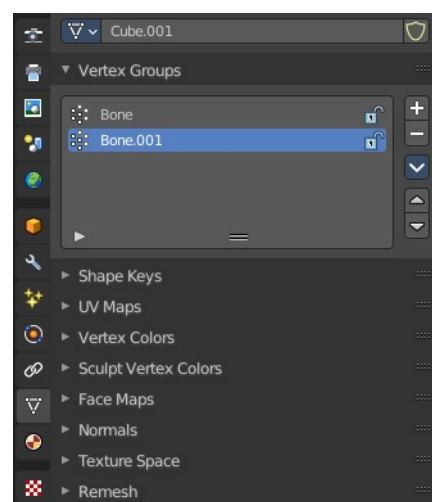 Cube.001
Vertex Groups
Bone
Bone.001
Shape Keys
UV Maps
Vertex Colors
Sculpt Vertex Colors
Face Maps
Normals
Texture Space
Remesh